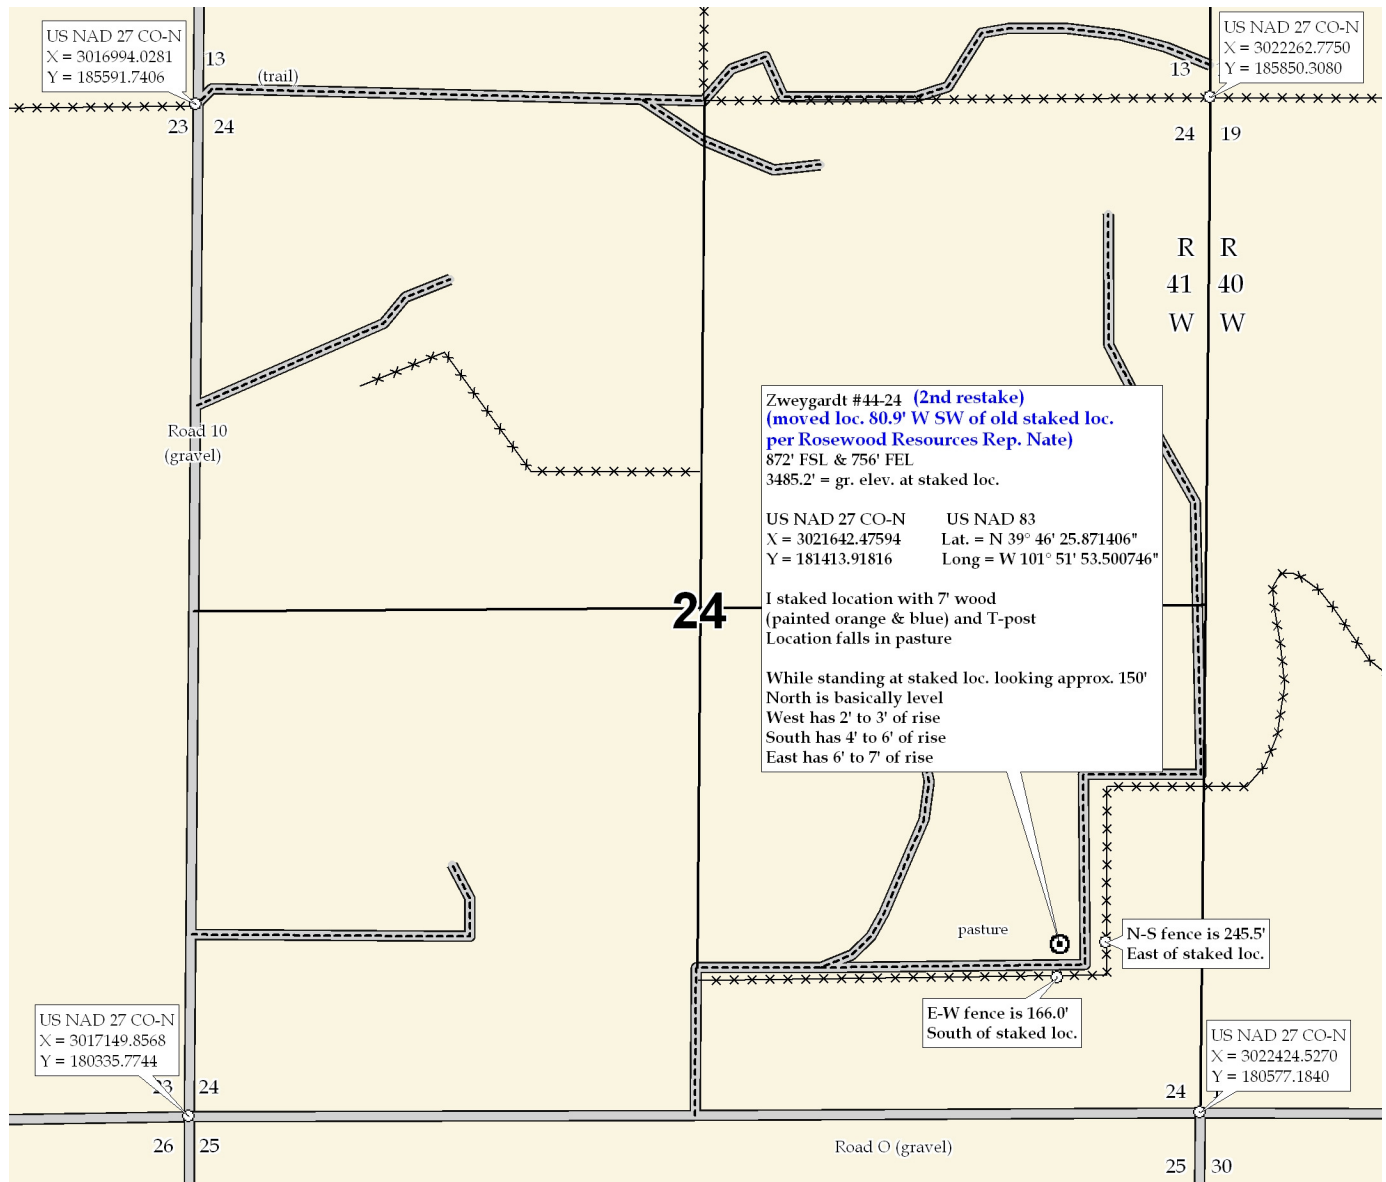 US NAD 27 CO-N
X = 3016994.0281
Y = 185591.7406
13
(trail)
23 24
US NAD 27 CO-N
X = 3022262.7750
Y = 185850.3080
13
24 19
R R
41 40
W W
Road 10
(gravel)
24
Zweygardt #44-24 (2nd restake)
(moved loc. 80.9' W SW of old staked loc.
per Rosewood Resources Rep. Nate)
872' FSL & 756' FEL
3485.2' = gr. elev. at staked loc.
US NAD 27 CO-N US NAD 83
X = 3021642.47594 Lat. = N 39° 46' 25.871406"
Y = 181413.91816 Long = W 101° 51' 53.500746"
I staked location with 7' wood
(painted orange & blue) and T-post
Location falls in pasture
While standing at staked loc. looking approx. 150'
North is basically level
West has 2' to 3' of rise
South has 4' to 6' of rise
East has 6' to 7' of rise
pasture
N-S fence is 245.5'
East of staked loc.
E-W fence is 166.0'
South of staked loc.
US NAD 27 CO-N
X = 3017149.8568
Y = 180335.7744
23 24
26 25
US NAD 27 CO-N
X = 3022424.5270
Y = 180577.1840
24
Road O (gravel)
25 30